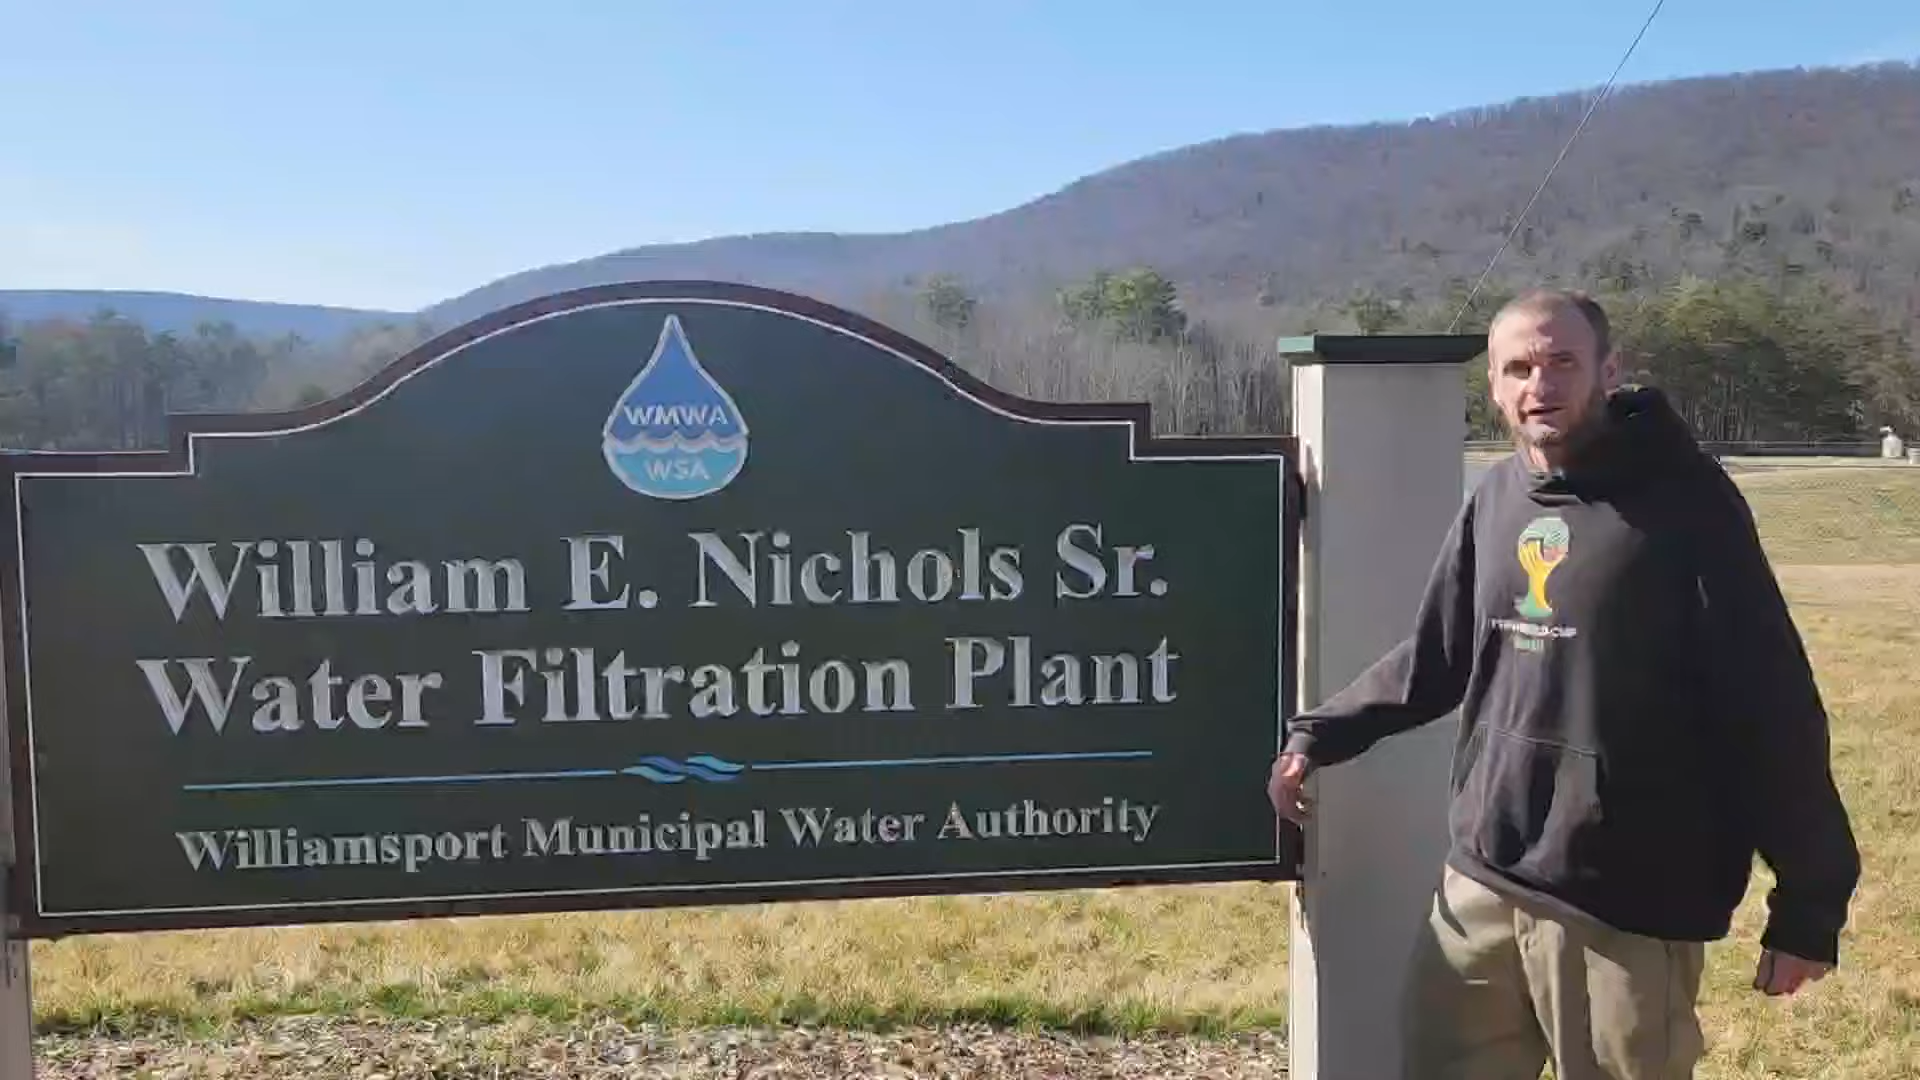 WMWA
WSA
William E. Nichols Sr.
Water Filtration Plant
Williamsport Municipal Water Authority